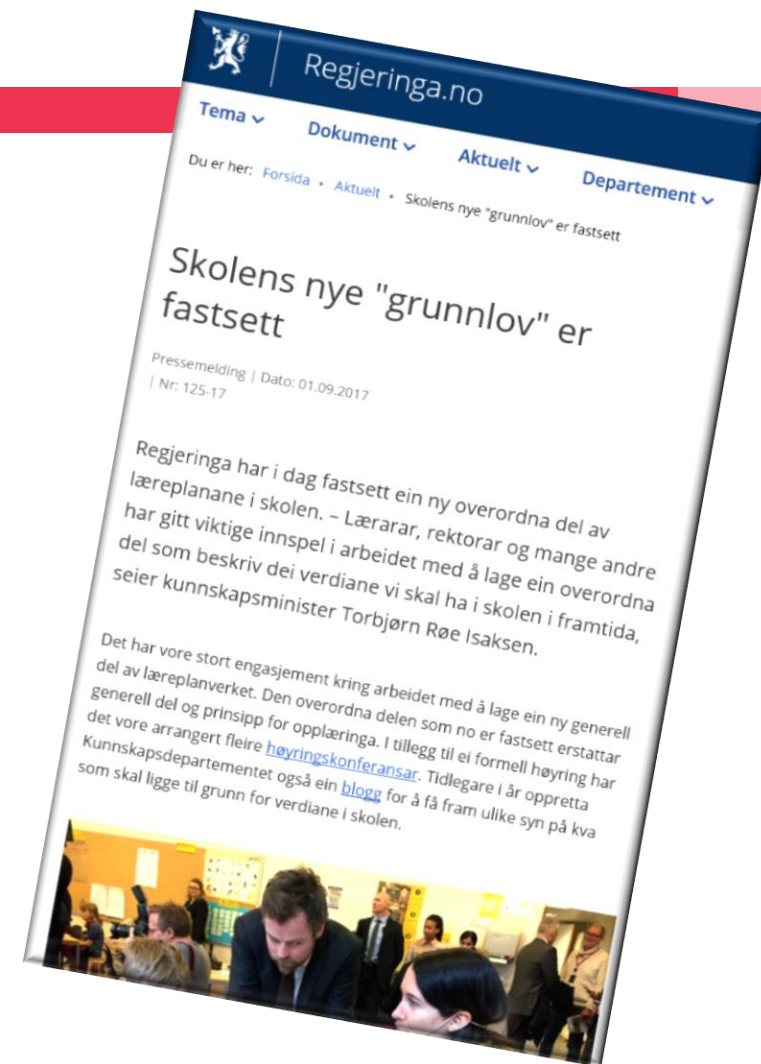 Regjeringa.no
Tema Dokument Aktuelt Departement
Du er her: Forsida • Aktuelt • Skolens nye "grunnlov" er fastsett
Skolens nye "grunnlov" er
fastsett
Pressemelding | Dato: 01.09.2017
| Nr: 125-17
Regjeringa har i dag fastsett ein ny overordna del av
læreplanane i skolen. – Lærarar, rektorar og mange andre
har gitt viktige innspel i arbeidet med å lage ein overordna
del som beskriv dei verdiane vi skal ha i skolen i framtida,
seier kunnskapsminister Torbjørn Røe Isaksen.
Det har vore stort engasjement kring arbeidet med å lage ein ny generell
del av læreplanverket. Den overordna delen som no er fastsett erstattar
generell del og prinsipp for opplæringa. I tillegg til ei formell høyring har
det vore arrangert fleire høyringskonferansar. Tidlegare i år oppretta
Kunnskapsdepartementet også ein blogg for å få fram ulike syn på kva
som skal ligge til grunn for verdiane i skolen.